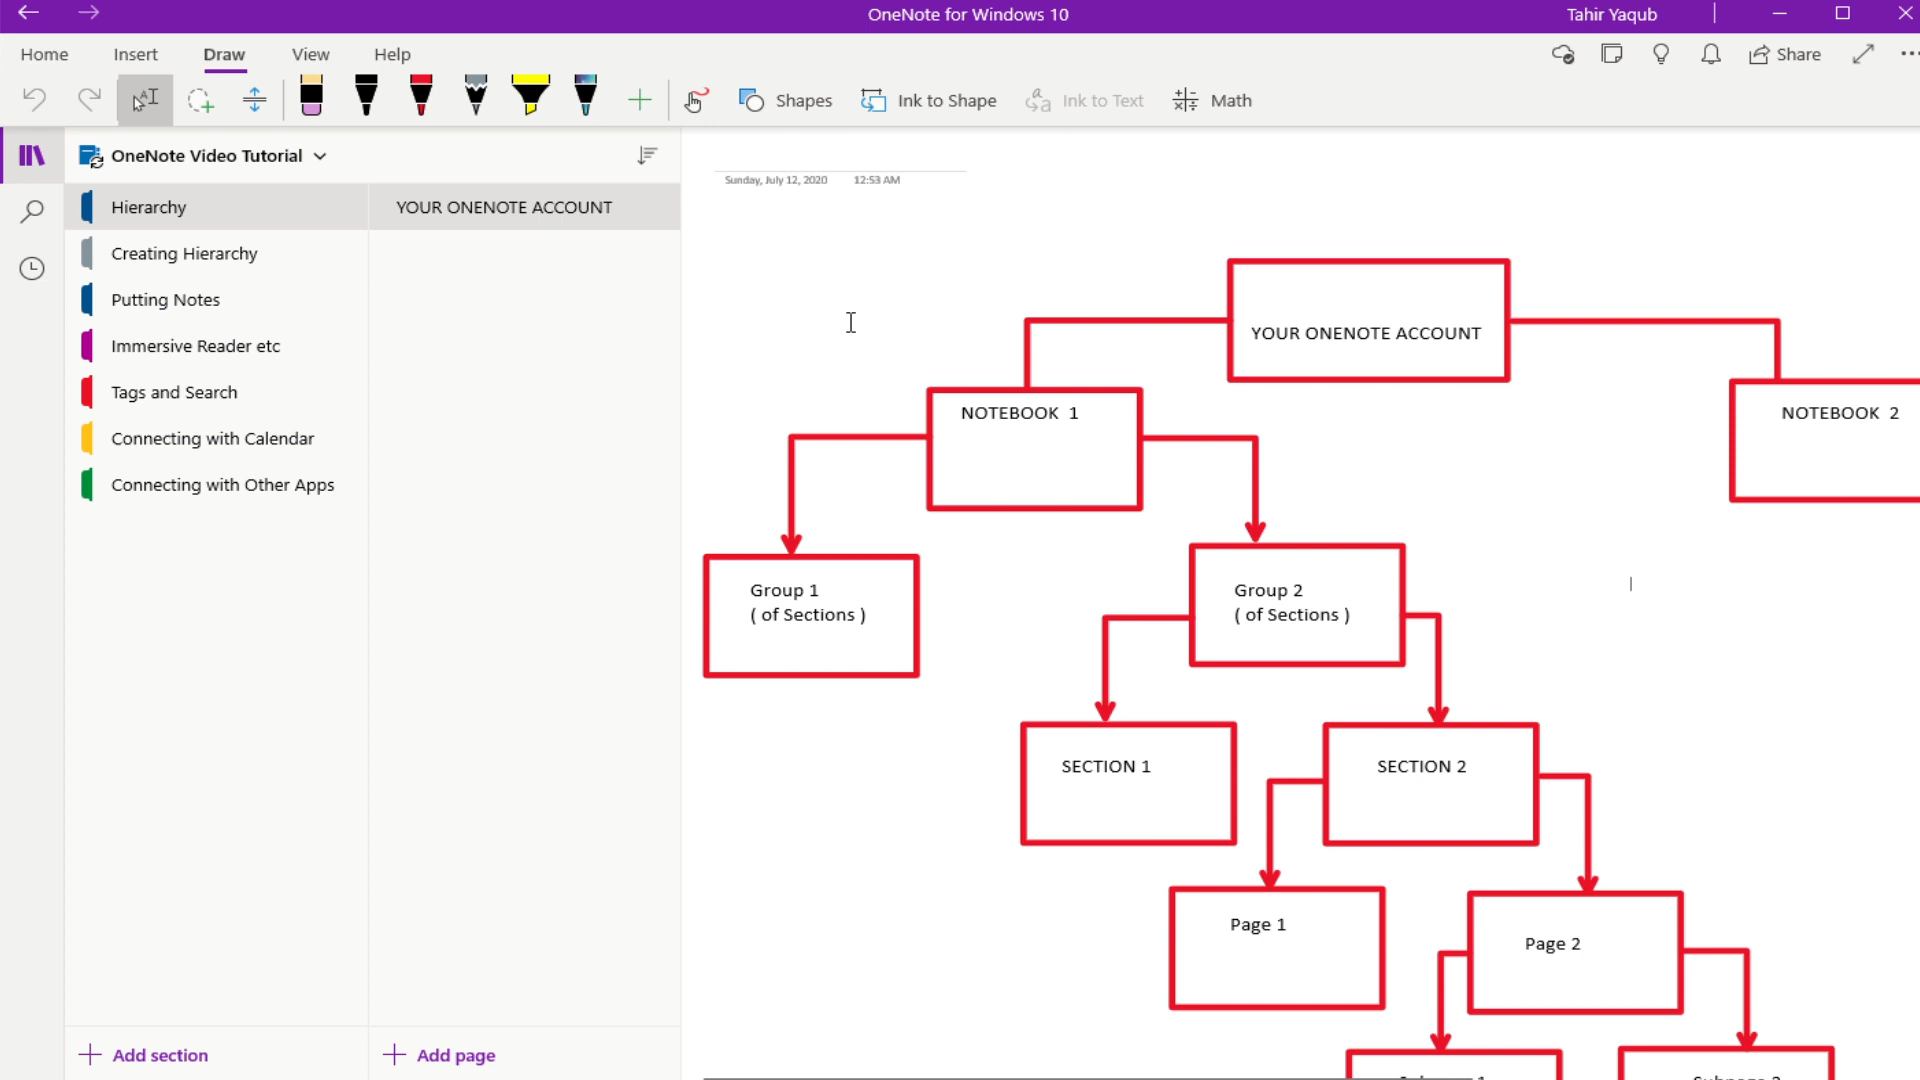 OneNote for Windows 10
Tahir Yaqub
Home
Insert
Draw
View
Help
Share
Shapes
Ink to Shape
Ink to Text
Math
OneNote Video Tutorial
Hierarchy
Creating Hierarchy
Putting Notes
Immersive Reader etc
Tags and Search
Connecting with Calendar
Connecting with Other Apps
YOUR ONENOTE ACCOUNT
Add section
Add page
Sunday, July 12, 2020 12:53 AM
YOUR ONENOTE ACCOUNT
NOTEBOOK 1
NOTEBOOK 2
Group 1
( of Sections )
Group 2
( of Sections )
SECTION 1
SECTION 2
Page 1
Page 2